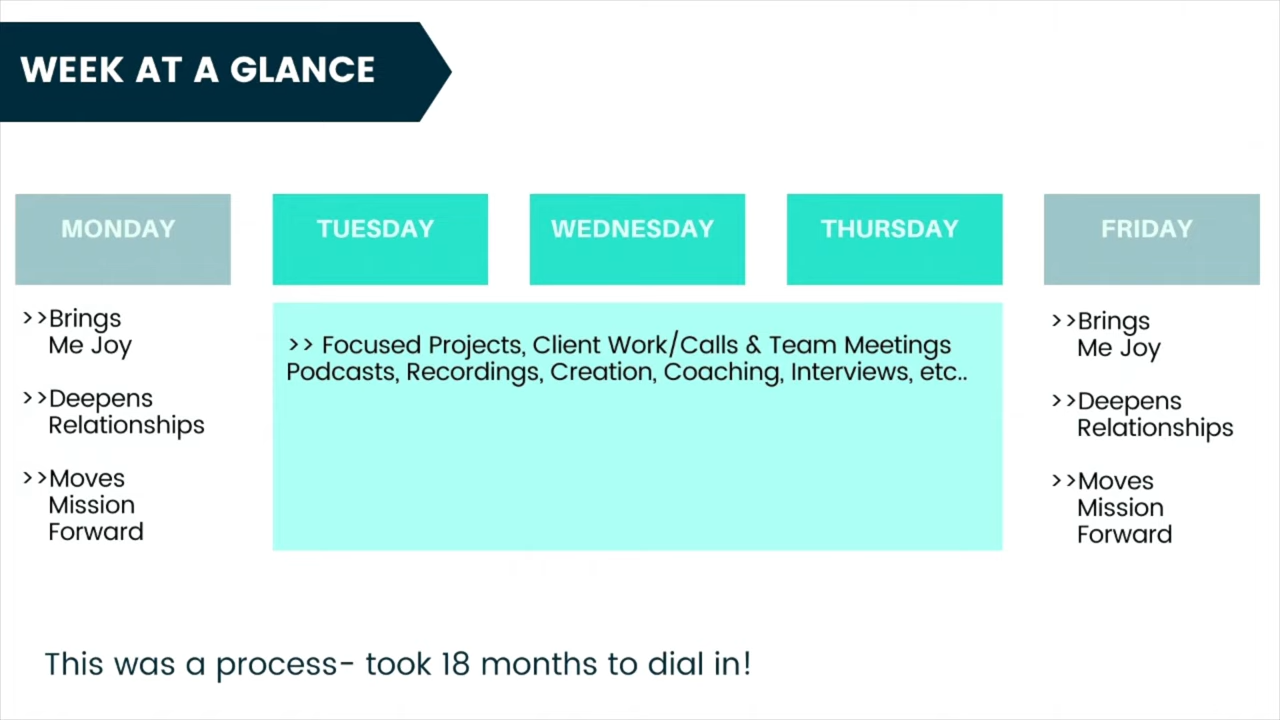 WEEK AT A GLANCE
MONDAY
TUESDAY
WEDNESDAY
THURSDAY
FRIDAY
>>Brings
Me Joy
>>Deepens
Relationships
>>Moves
Mission
Forward
>> Focused Projects, Client Work/Calls & Team Meetings
Podcasts, Recordings, Creation, Coaching, Interviews, etc..
>>Brings
Me Joy
>>Deepens
Relationships
>>Moves
Mission
Forward
This was a process- took 18 months to dial in!